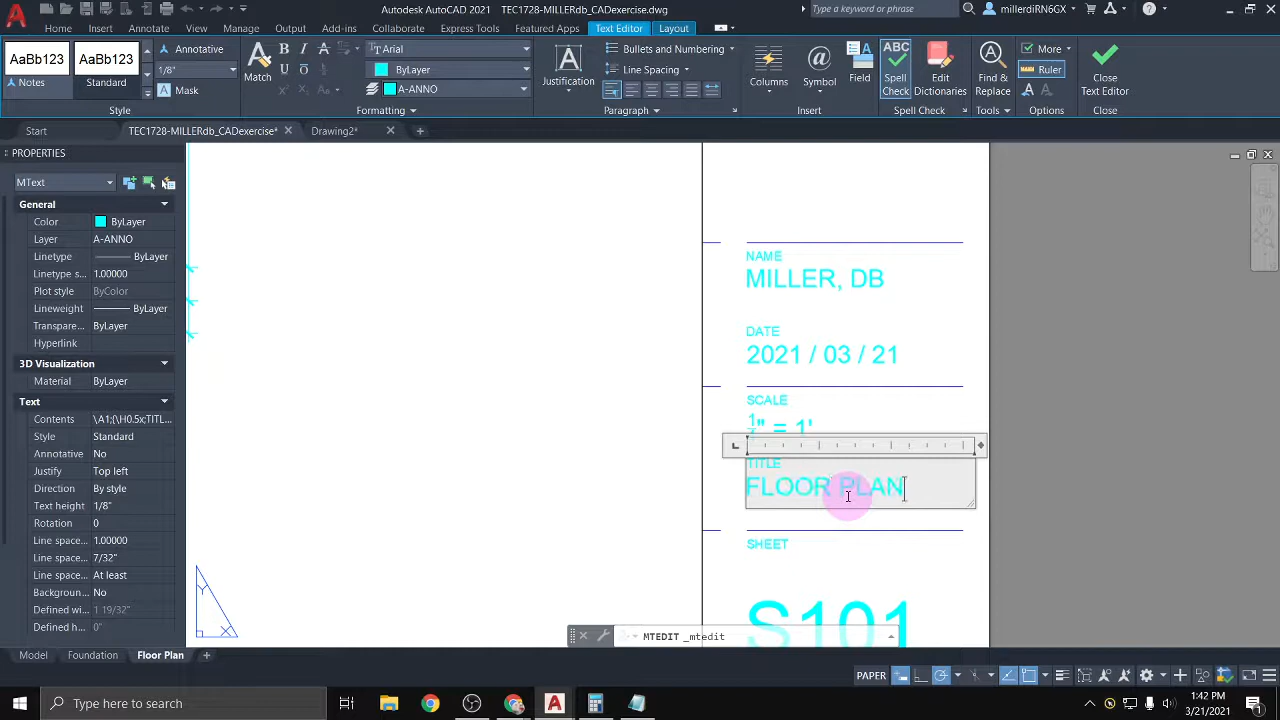 Autodesk AutoCAD 2021 TEC1728-MILLERdb_CADexercise.dwg
Type a keyword or phrase
millerdiRN6GX
Home Insert Annotate View Manage Output Add-ins Collaborate Express Tools Featured Apps Text Editor Layout
AaBb123 AaBb123
Notes Standard
Annotative
1/8"
Mask
Style
Match
Arial
ByLayer
A-ANNO
Formatting
Justification
Bullets and Numbering
Line Spacing
Paragraph
Columns
Symbol
Field
Insert
ABC
Spell
Check
Edit
Dictionaries
Spell Check
Find &
Replace
Tools
More
Ruler
Options
Close
Text Editor
Close
Start
TEC1728-MILLERdb_CADexercise*
Drawing2*
PROPERTIES
MText
General
Color ByLayer
Layer A-ANNO
Linetype ByLayer
Linetype s... 1.00000
Plot style ByColor
Lineweight ByLayer
Transpare... ByLayer
Hyperlink
3D Visualization
Material ByLayer
Text
Contents \A1;{\H0.5x;TITL...
Style Standard
Annotative No
Justify Top left
Direction By style
Text height 1/8"
Rotation 0
Line space... 1.00000
Line space... 7/32"
Line space... At least
Backgroun... No
Defined wi... 1 19/32"
Defined h... 0"
NAME
MILLER, DB
DATE
2021 / 03 / 21
SCALE
" = 1'
TITLE
FLOOR PLAN
SHEET
S101
Y
X
MTEDIT _mtedit
Model Foundation Floor Plan
PAPER
Type here to search
1:42 PM
3/21/2021